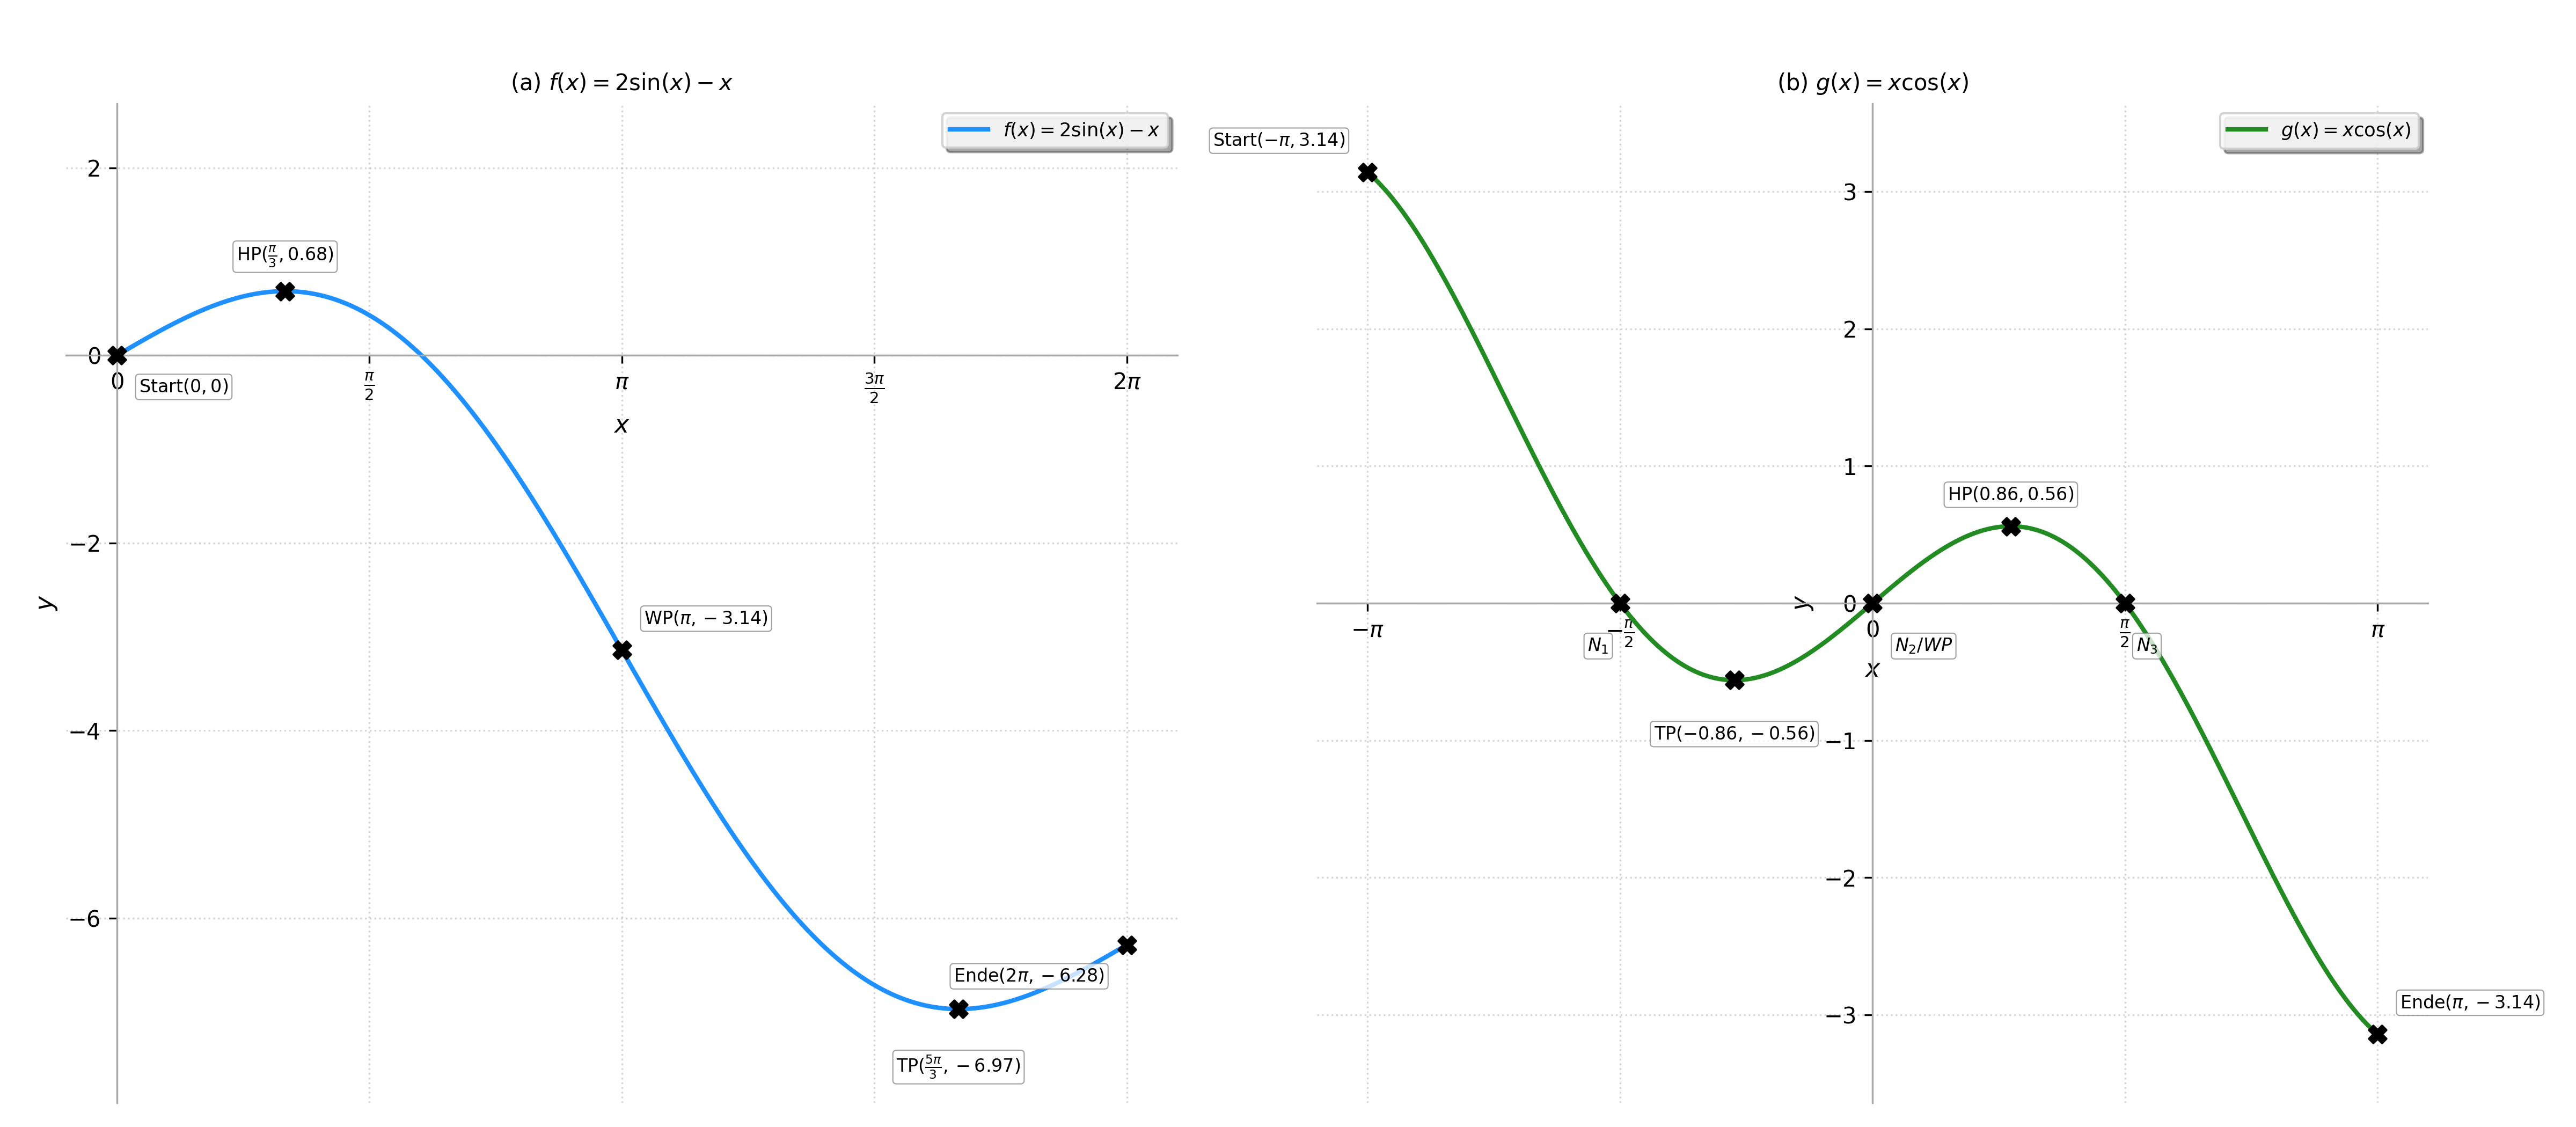 (a) f(x) = 2sin(x) − x
f(x) = 2sin(x) − x
2
HP(π/3, 0.68)
0
0
Start(0, 0)
π/2
π
3π/2
2π
x
−2
y
WP(π, −3.14)
−4
−6
Ende(2π, −6.28)
TP(5π/3, −6.97)
(b) g(x) = xcos(x)
g(x) = xcos(x)
Start(−π, 3.14)
3
2
1
HP(0.86, 0.56)
y
0
−π
−π/2
0
π/2
π
N₁
N₂/WP
N₃
x
TP(−0.86, −0.56)
−1
−2
−3
Ende(π, −3.14)